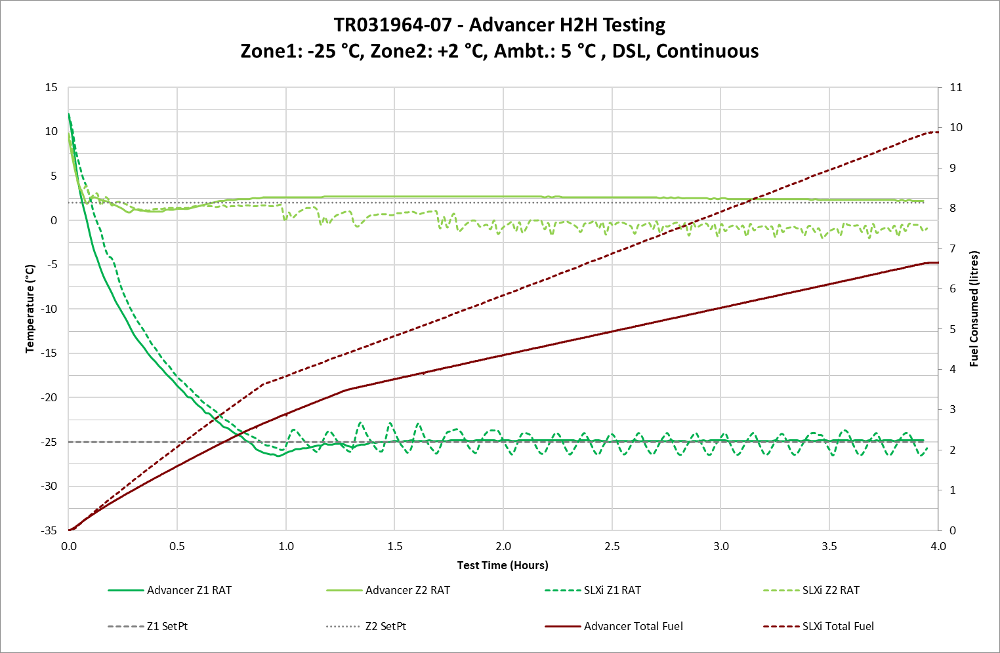 TR031964-07 - Advancer H2H Testing
Zone1: -25 °C, Zone2: +2 °C, Ambt.: 5 °C , DSL, Continuous
15
10
5
0
-5
-10
-15
-20
-25
-30
-35
Temperature (°C)
11
10
9
8
7
6
5
4
3
2
1
0
Fuel Consumed (litres)
0.0 0.5 1.0 1.5 2.0 2.5 3.0 3.5 4.0
Test Time (Hours)
Advancer Z1 RAT Advancer Z2 RAT SLXi Z1 RAT SLXi Z2 RAT
Z1 SetPt Z2 SetPt Advancer Total Fuel SLXi Total Fuel